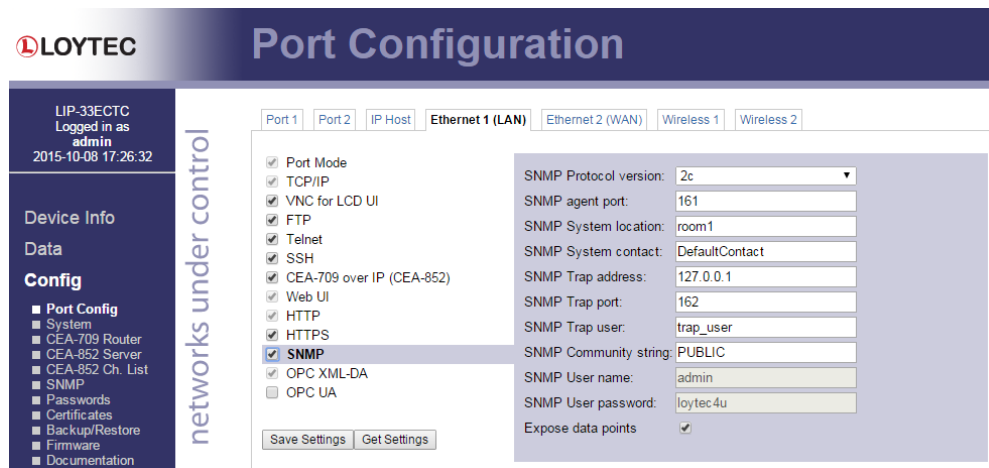 LOYTEC
Port Configuration
LIP-33ECTC
Logged in as
admin
2015-10-08 17:26:32
Device Info
Data
Config
Port Config
System
CEA-709 Router
CEA-852 Server
CEA-852 Ch. List
SNMP
Passwords
Certificates
Backup/Restore
Firmware
Documentation
networks under control
Port 1 Port 2 IP Host Ethernet 1 (LAN) Ethernet 2 (WAN) Wireless 1 Wireless 2
Port Mode
TCP/IP
VNC for LCD UI
FTP
Telnet
SSH
CEA-709 over IP (CEA-852)
Web UI
HTTP
HTTPS
SNMP
OPC XML-DA
OPC UA
Save Settings Get Settings
SNMP Protocol version: 2c
SNMP agent port: 161
SNMP System location: room1
SNMP System contact: DefaultContact
SNMP Trap address: 127.0.0.1
SNMP Trap port: 162
SNMP Trap user: trap_user
SNMP Community string: PUBLIC
SNMP User name: admin
SNMP User password: loytec4u
Expose data points